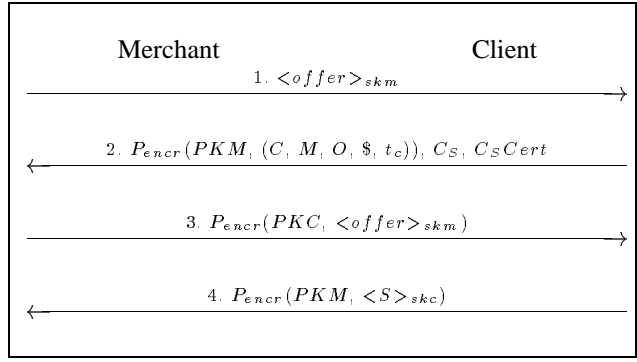 Merchant Client
1. <offer>skm
2. Pencr(PKM, (C, M, O, $, tc)), CS, CSCert
3. Pencr(PKC, <offer>skm)
4. Pencr(PKM, <S>skc)